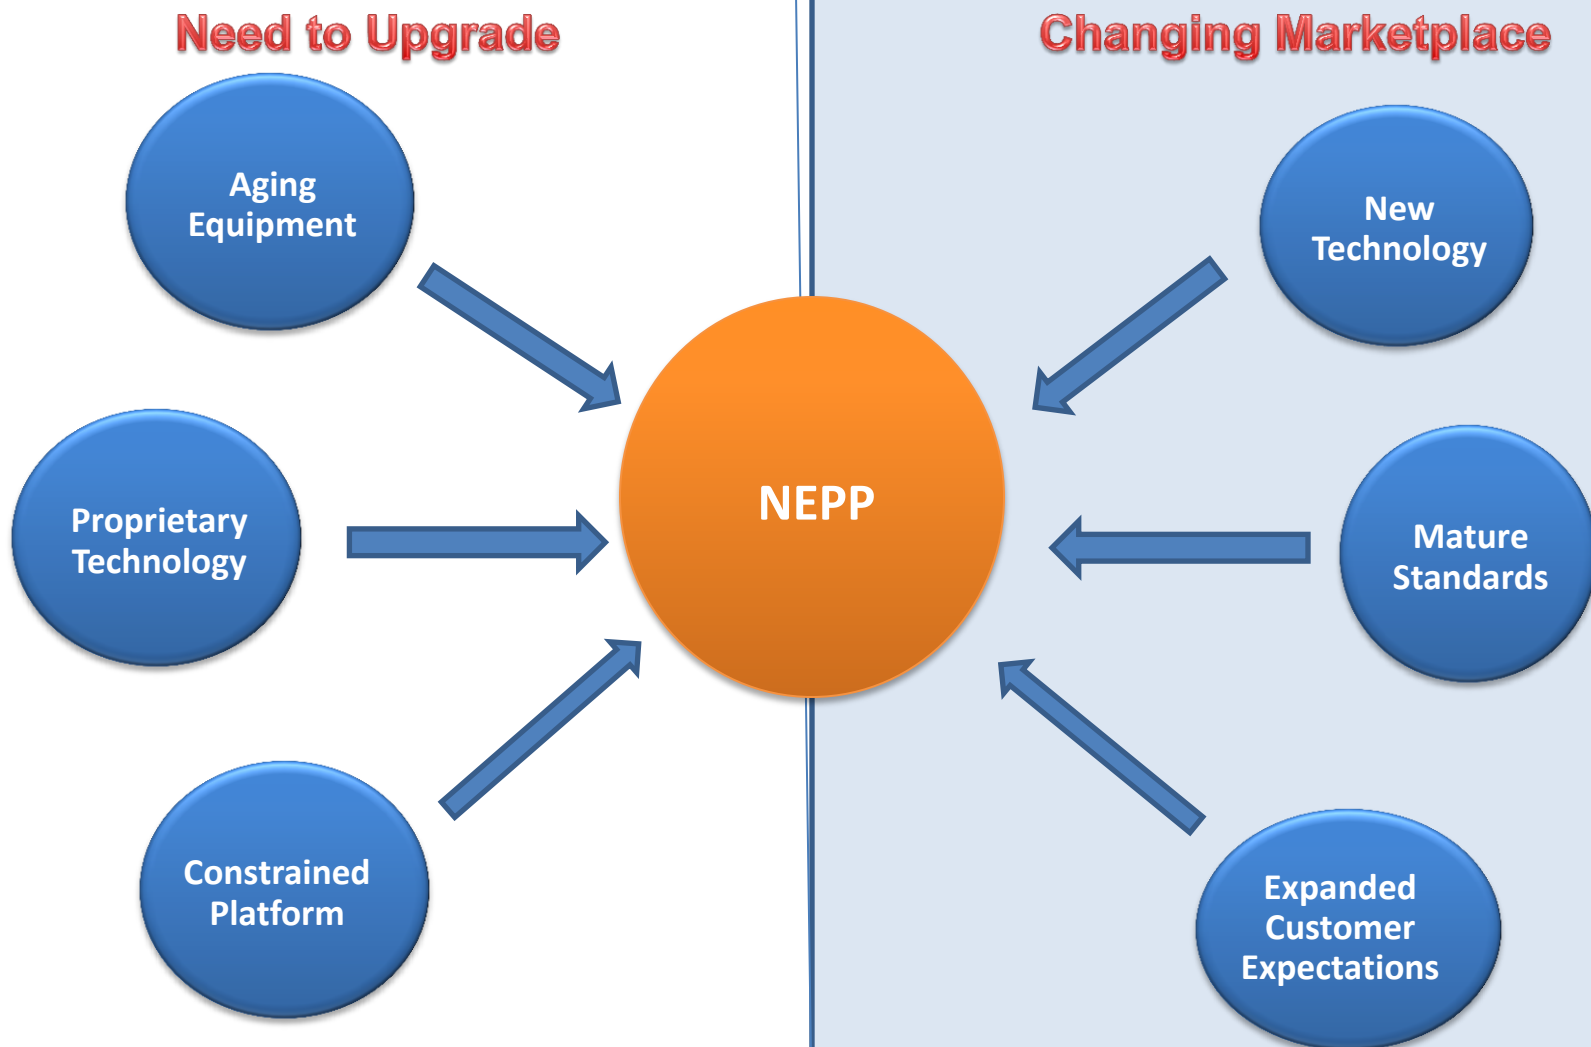 Need to Upgrade
Changing Marketplace
Aging
Equipment
New
Technology
NEPP
Proprietary
Technology
Mature
Standards
Constrained
Platform
Expanded
Customer
Expectations